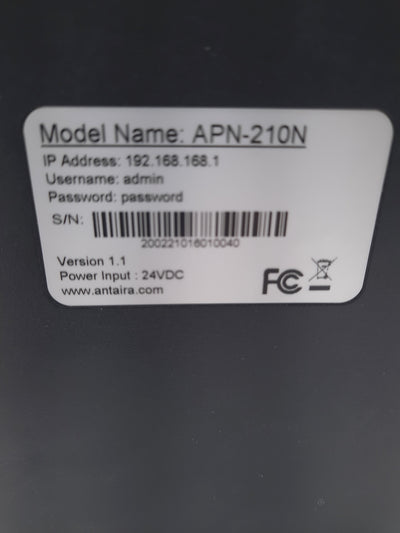 Model Name: APN-210N
IP Address: 192.168.168.1
Username: admin
Password: password
S/N:
200221016010040
Version 1.1
Power Input : 24VDC
www.antaira.com
FC